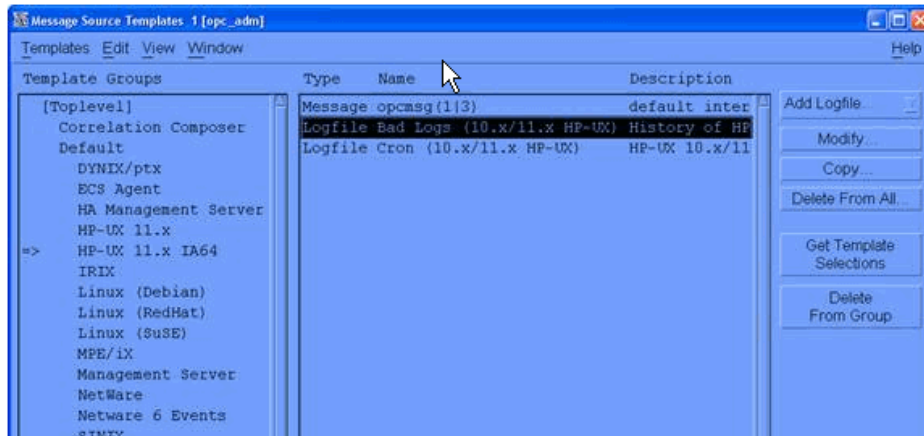 Message Source Templates 1 [opc_adm]
Templates Edit View Window Help
Template Groups
[Toplevel]
Correlation Composer
Default
DYNIX/ptx
ECS Agent
HA Management Server
HP-UX 11.x
=> HP-UX 11.x IA64
IRIX
Linux (Debian)
Linux (RedHat)
Linux (SuSE)
MPE/iX
Management Server
NetWare
Netware 6 Events
Type Name Description
Message opcmsg(1|3) default inter
Logfile Bad Logs (10.x/11.x HP-UX) History of HP
Logfile Cron (10.x/11.x HP-UX) HP-UX 10.x/11
Add Logfile...
Modify...
Copy...
Delete From All...
Get Template
Selections
Delete
From Group